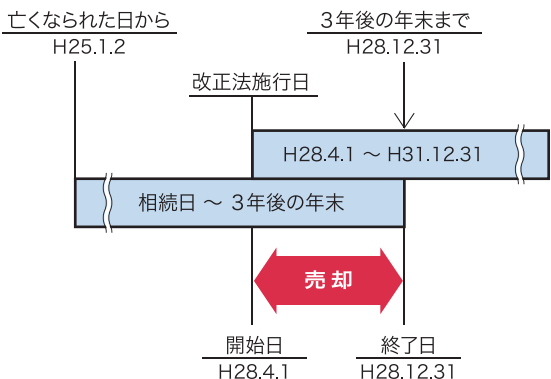 亡くなられた日から
H25.1.2
3年後の年末まで
H28.12.31
改正法施行日
H28.4.1 ～ H31.12.31
相続日 ～ 3年後の年末
売却
開始日
H28.4.1
終了日
H28.12.31